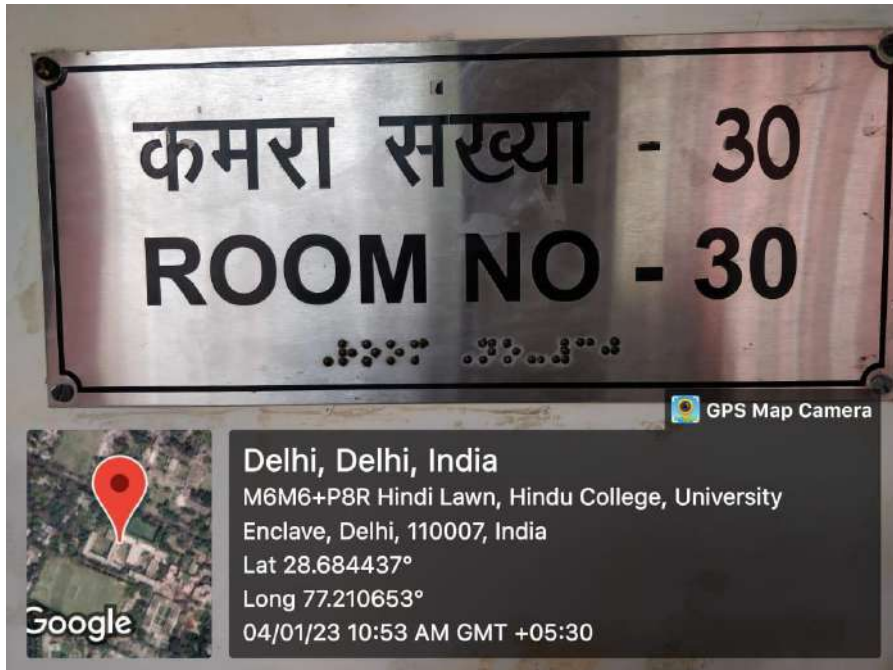 कमरा संख्या - 30
ROOM NO - 30
GPS Map Camera
Delhi, Delhi, India
M6M6+P8R Hindi Lawn, Hindu College, University
Enclave, Delhi, 110007, India
Lat 28.684437°
Long 77.210653°
04/01/23 10:53 AM GMT +05:30
Google